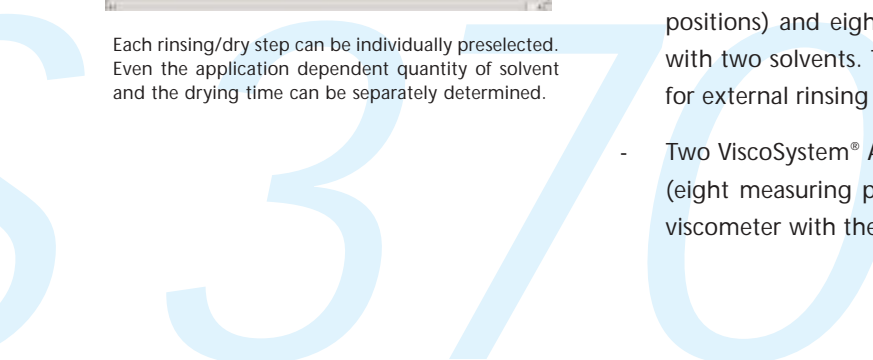 Each rinsing/dry step can be individually preselected.
Even the application dependent quantity of solvent
and the drying time can be separately determined.
positions) and eigh
with two solvents.
for external rinsing
- Two ViscoSystem®
(eight measuring p
viscometer with the
S 370